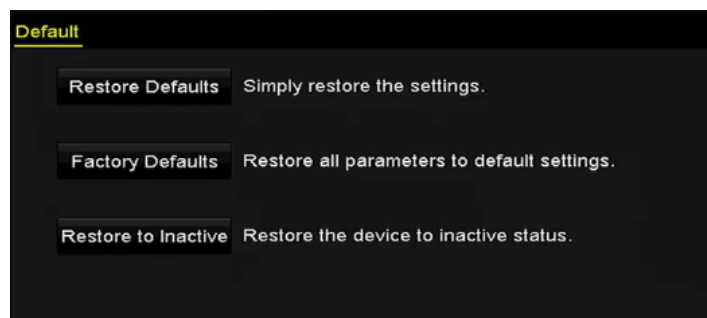 Default
Restore Defaults Simply restore the settings.
Factory Defaults Restore all parameters to default settings.
Restore to Inactive Restore the device to inactive status.